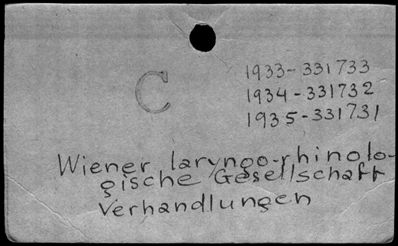 C
1933-331733
1934-331732
1935-331731
Wiener laryngo-rhinolo-
gische Gesellschaft
Verhandlungen